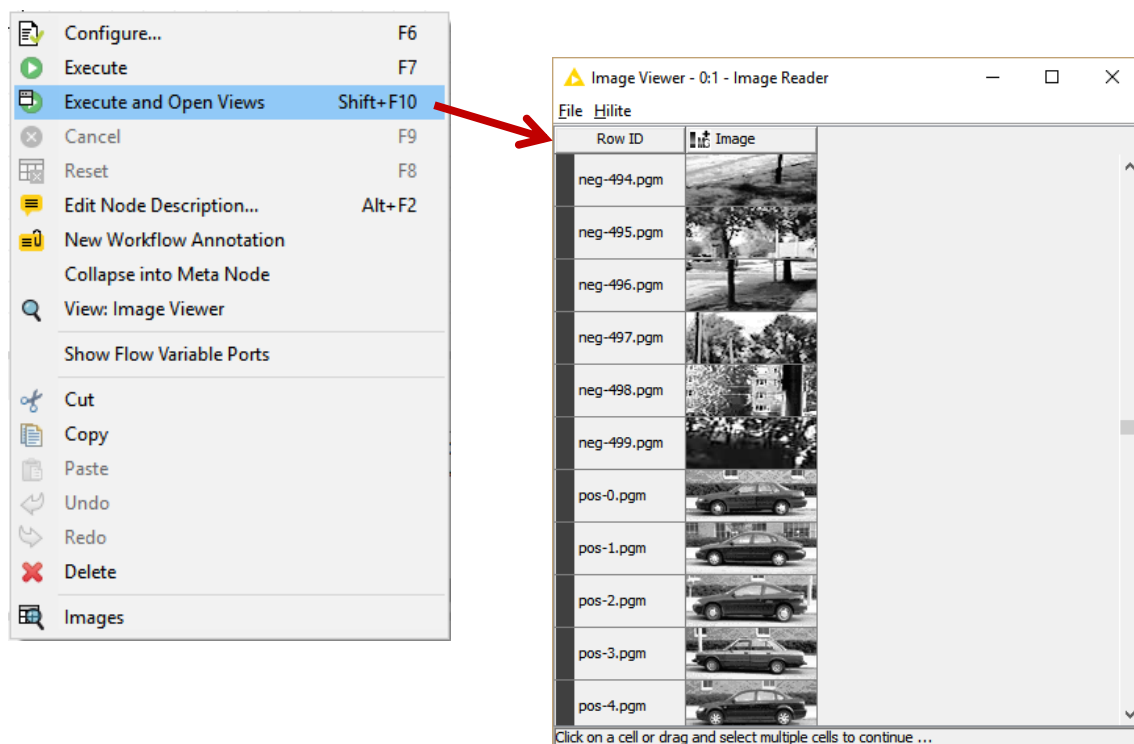 Configure... F6
Execute F7
Execute and Open Views Shift+F10
Cancel F9
Reset F8
Edit Node Description... Alt+F2
New Workflow Annotation
Collapse into Meta Node
View: Image Viewer
Show Flow Variable Ports
Cut
Copy
Paste
Undo
Redo
Delete
Images
Image Viewer - 0:1 - Image Reader
File Hilite
Row ID Image
neg-494.pgm
neg-495.pgm
neg-496.pgm
neg-497.pgm
neg-498.pgm
neg-499.pgm
pos-0.pgm
pos-1.pgm
pos-2.pgm
pos-3.pgm
pos-4.pgm
Click on a cell or drag and select multiple cells to continue ...